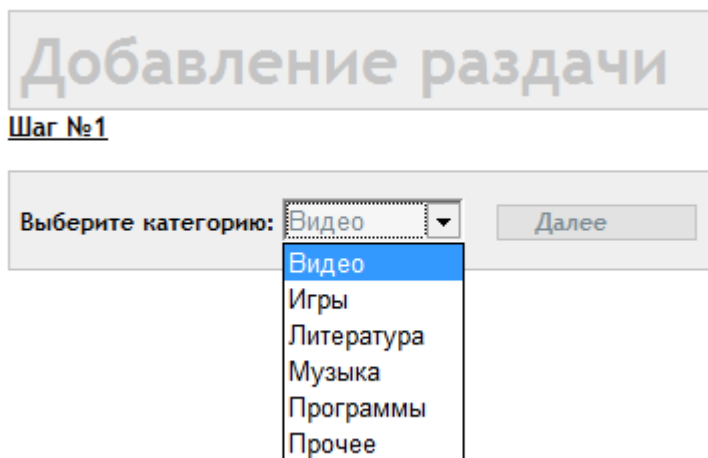 Добавление раздачи
Шаг №1
Выберите категорию: Видео Далее
Видео
Игры
Литература
Музыка
Программы
Прочее